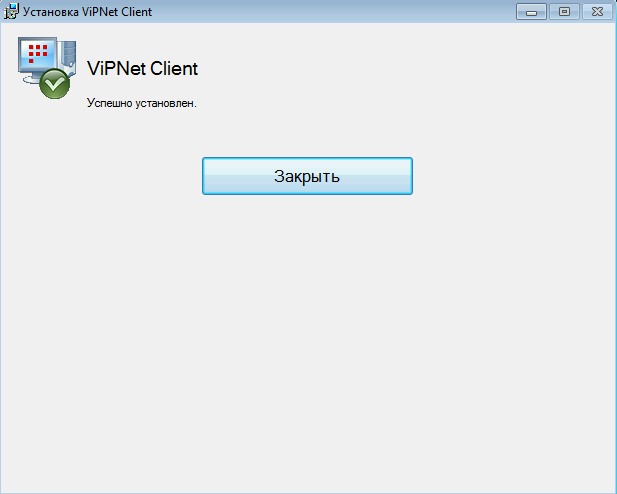 Установка ViPNet Client
ViPNet Client
Успешно установлен.
Закрыть